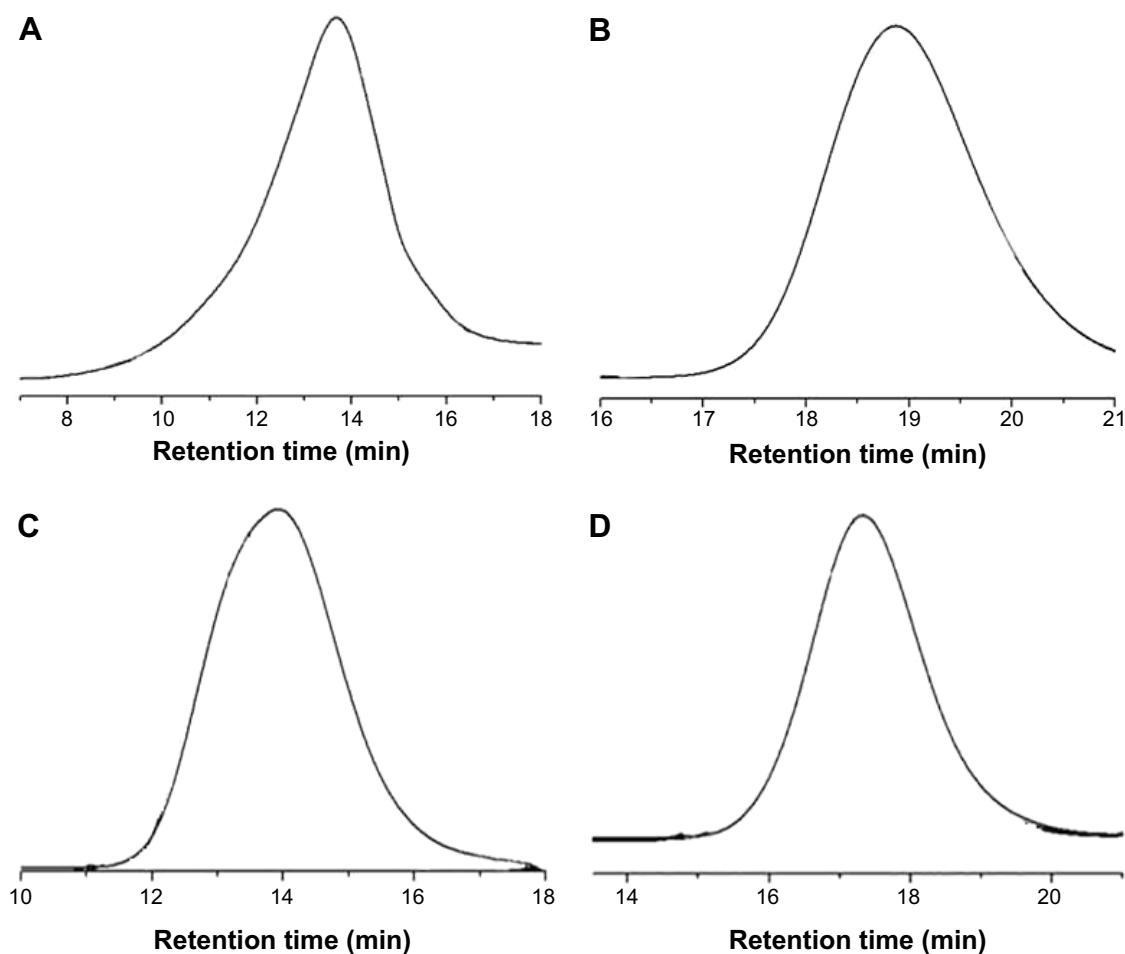 A
B
8 10 12 14 16 18
16 17 18 19 20 21
Retention time (min)
Retention time (min)
C
D
10 12 14 16 18
14 16 18 20
Retention time (min)
Retention time (min)